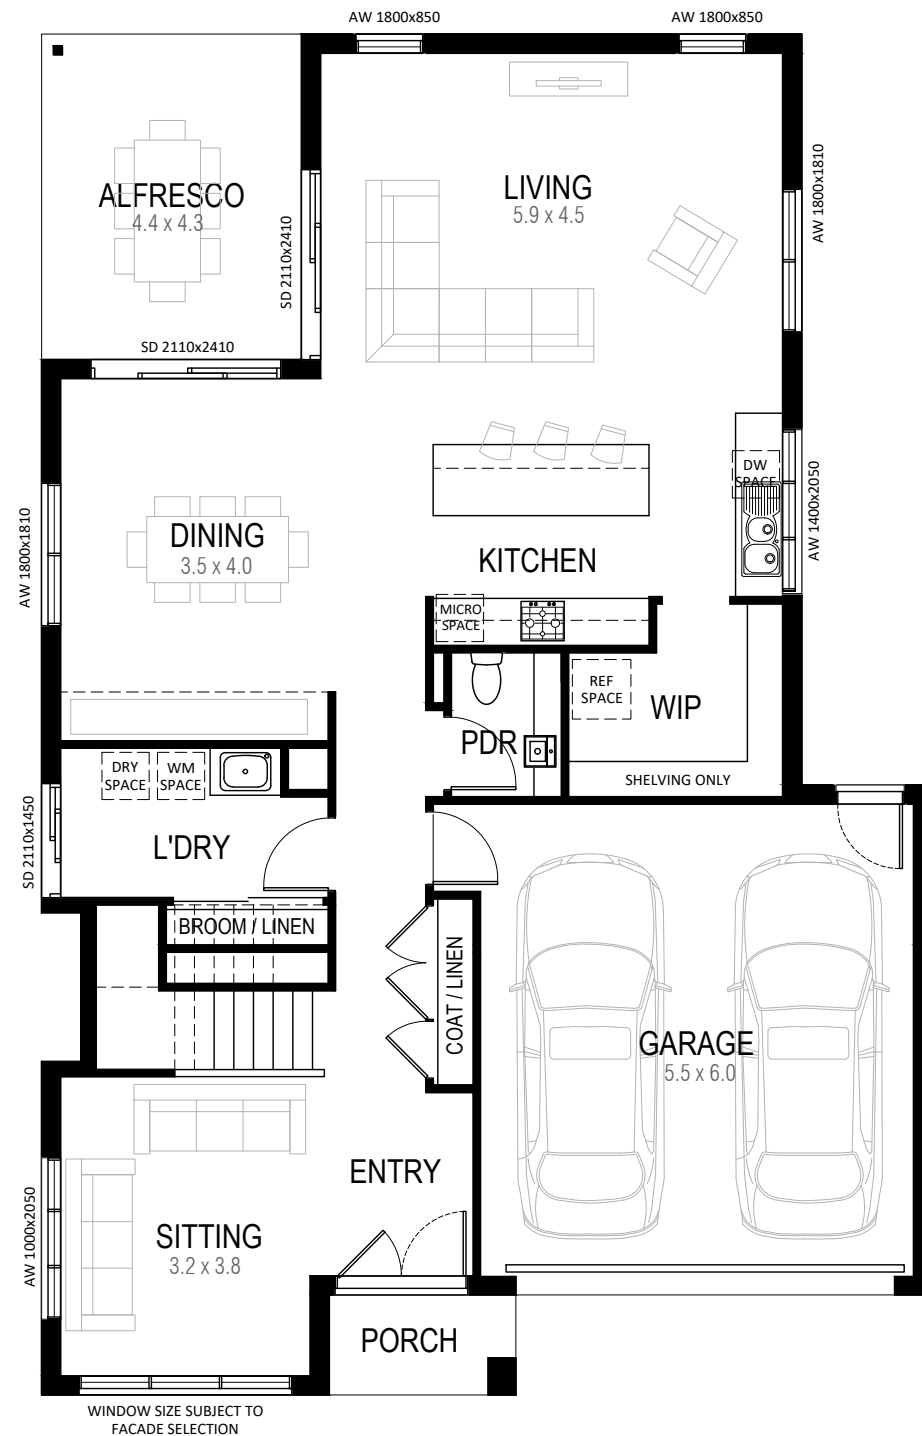 AW 1800x850
AW 1800x850
ALFRESCO
4.4 x 4.3
SD 2110x2410
LIVING
5.9 x 4.5
AW 1800x1810
SD 2110x2410
DW
SPACE
AW 1400x2050
AW 1800x1810
DINING
3.5 x 4.0
KITCHEN
MICRO
SPACE
REF
SPACE
WIP
PDR
SHELVING ONLY
DRY
SPACE
WM
SPACE
SD 2110x1450
L'DRY
BROOM / LINEN
COAT / LINEN
GARAGE
5.5 x 6.0
ENTRY
AW 1000x2050
SITTING
3.2 x 3.8
PORCH
WINDOW SIZE SUBJECT TO
FACADE SELECTION